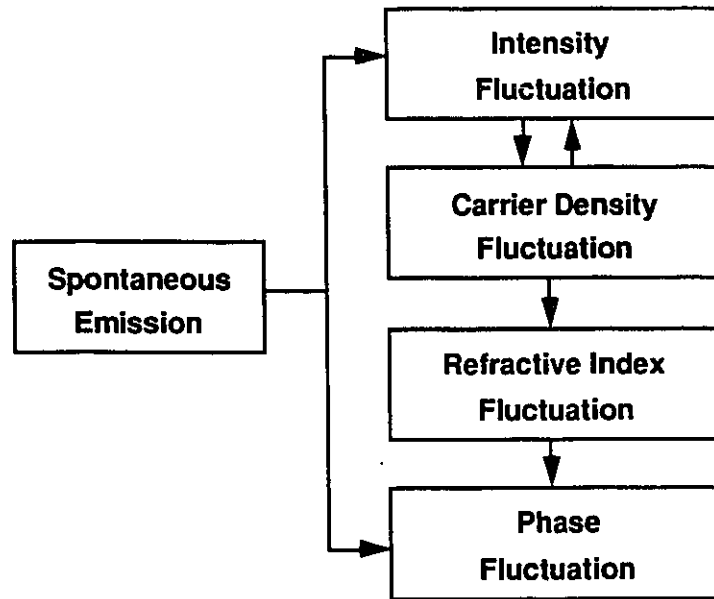 Intensity
Fluctuation
Carrier Density
Fluctuation
Spontaneous
Emission
Refractive Index
Fluctuation
Phase
Fluctuation